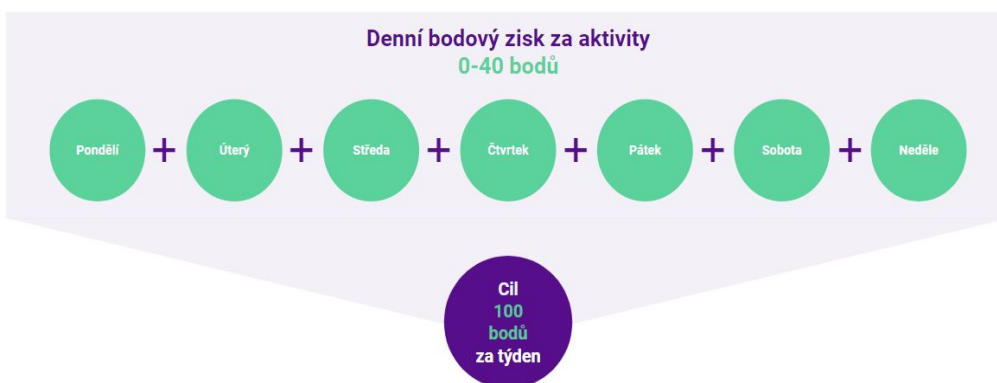 Denní bodový zisk za aktivity
0-40 bodů
Pondělí + Úterý + Středa + Čtvrtek + Pátek + Sobota + Neděle
Cil
100
bodů
za týden